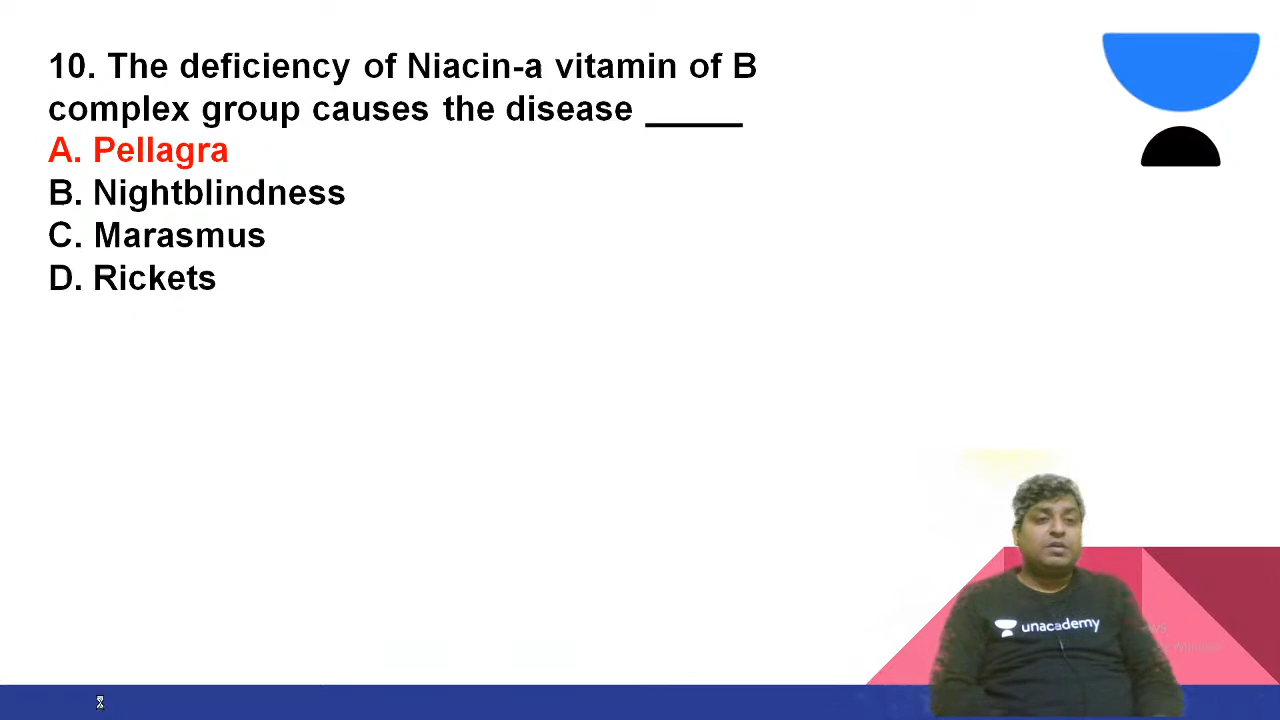 10. The deficiency of Niacin-a vitamin of B
complex group causes the disease _____
A. Pellagra
B. Nightblindness
C. Marasmus
D. Rickets
unacademy